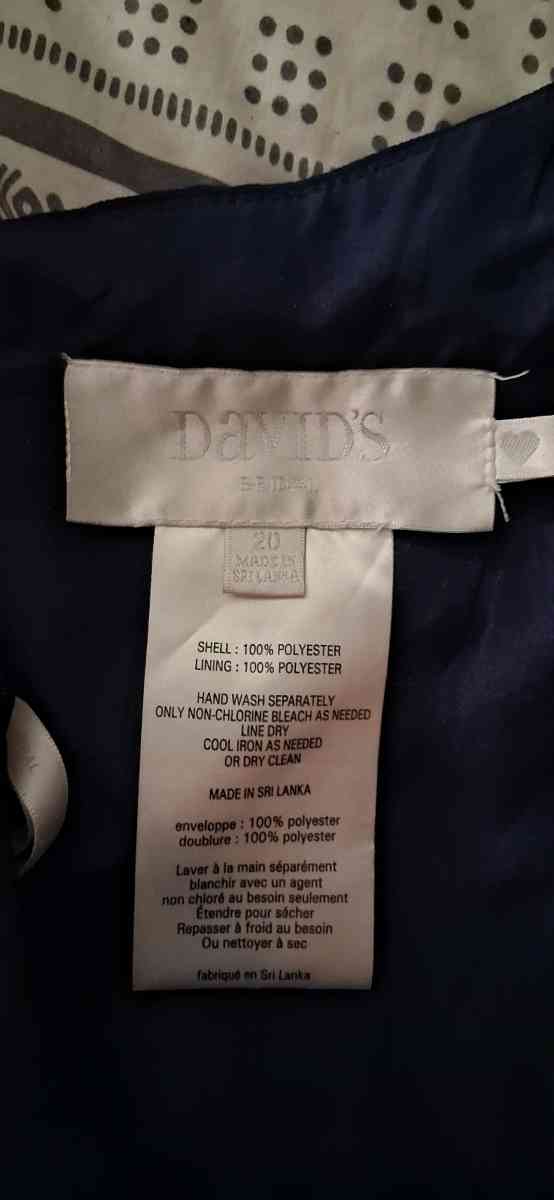 DAVID'S
BRIDAL
20
MADE IN
SRI LANKA
SHELL : 100% POLYESTER
LINING : 100% POLYESTER
HAND WASH SEPARATELY
ONLY NON-CHLORINE BLEACH AS NEEDED
LINE DRY
COOL IRON AS NEEDED
OR DRY CLEAN
MADE IN SRI LANKA
enveloppe : 100% polyester
doublure : 100% polyester
Laver à la main séparément
blanchir avec un agent
non chloré au besoin seulement
Étendre pour sécher
Repasser à froid au besoin
Ou nettoyer à sec
fabriqué en Sri Lanka